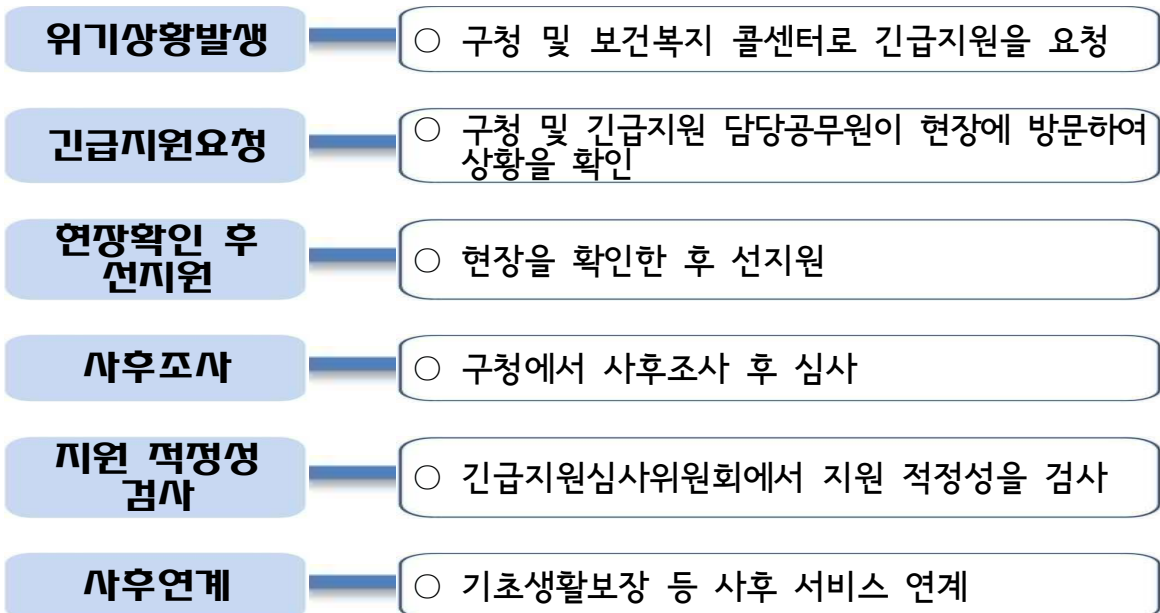 위기상황발생
○ 구청 및 보건복지 콜센터로 긴급지원을 요청
긴급지원요청
○ 구청 및 긴급지원 담당공무원이 현장에 방문하여
상황을 확인
현장확인 후
선지원
○ 현장을 확인한 후 선지원
사후조사
○ 구청에서 사후조사 후 심사
지원 적정성
검사
○ 긴급지원심사위원회에서 지원 적정성을 검사
사후연계
○ 기초생활보장 등 사후 서비스 연계